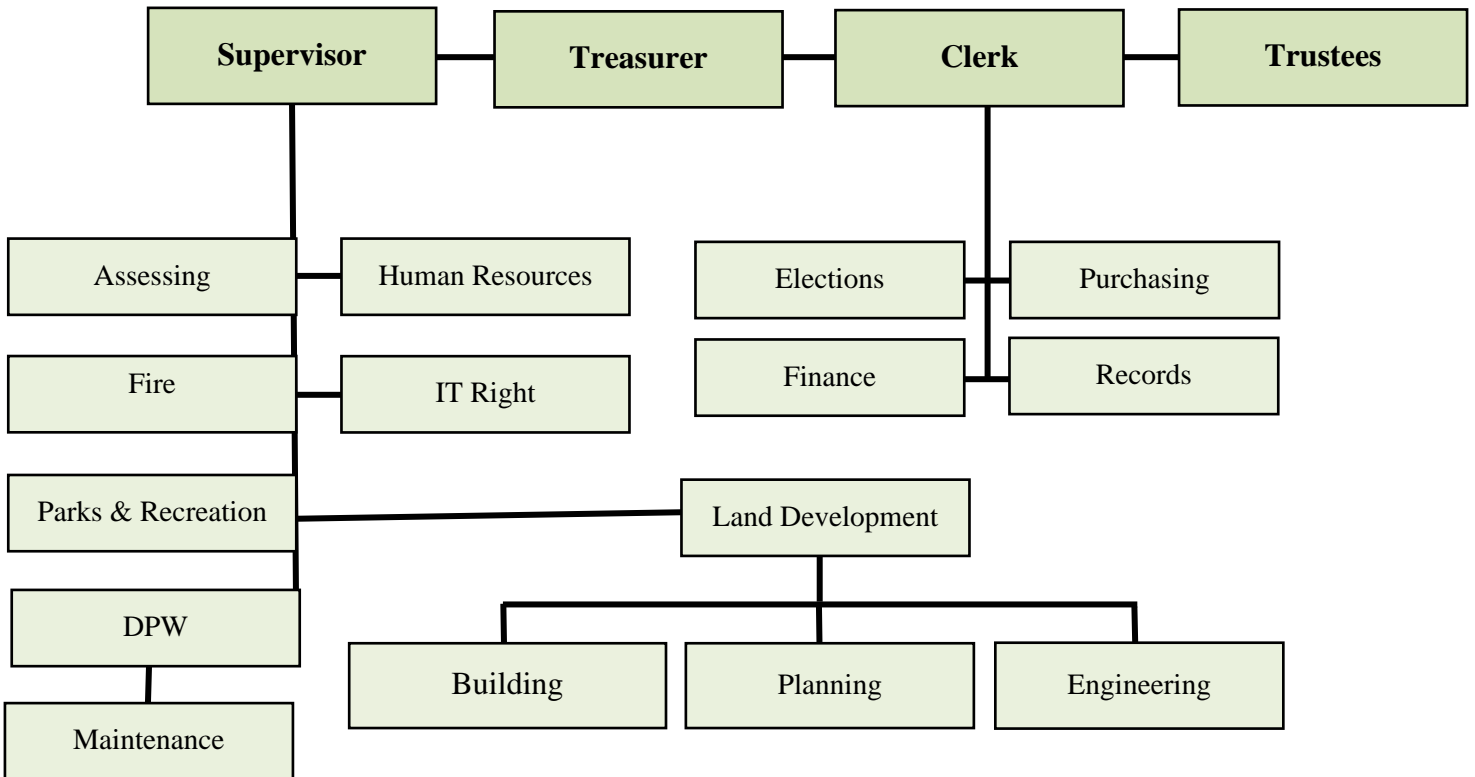 Supervisor
Treasurer
Clerk
Trustees
Assessing
Human Resources
Elections
Purchasing
Fire
IT Right
Finance
Records
Parks & Recreation
Land Development
DPW
Building
Planning
Engineering
Maintenance